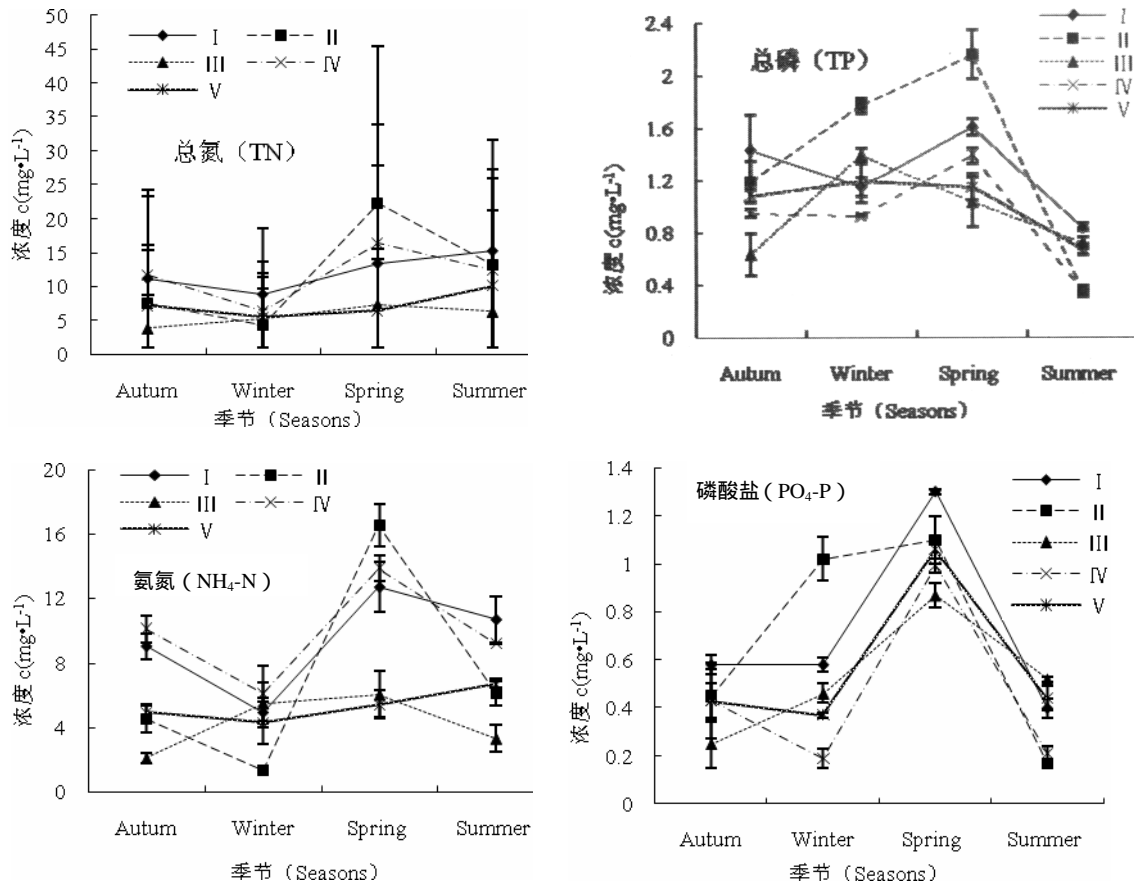 50
45
40
35
30
25
20
15
10
5
0
I II
III IV
V
总氮（TN）
浓度 c(mg•L-1)
Autum Winter Spring Summer
季节（Seasons）
2.4
2
1.6
1.2
0.8
0.4
0
I
II
III
IV
V
总磷（TP）
浓度 c(mg•L-1)
Autum Winter Spring Summer
季节（Seasons）
20
16
12
8
4
0
I II
III IV
V
氨氮（NH4-N）
浓度 c(mg•L-1)
Autum Winter Spring Summer
季节（Seasons）
1.4
1.2
1
0.8
0.6
0.4
0.2
0
I
II
III
IV
V
磷酸盐（PO4-P）
浓度 c(mg•L-1)
Autum Winter Spring Summer
季节（Seasons）